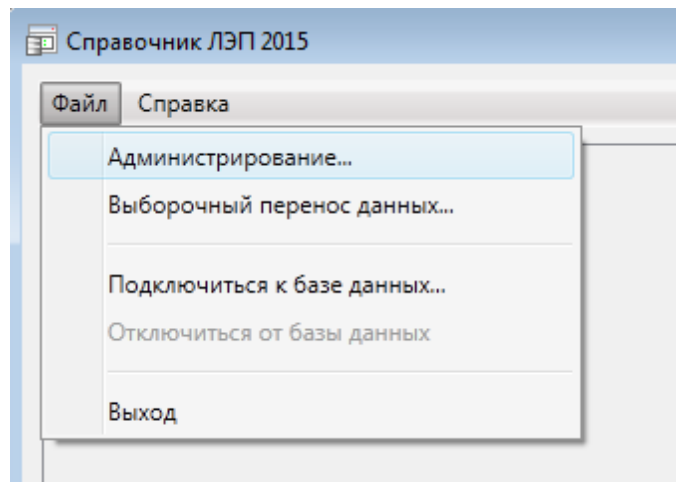 Справочник ЛЭП 2015
Файл Справка
Администрирование...
Выборочный перенос данных...
Подключиться к базе данных...
Отключиться от базы данных
Выход